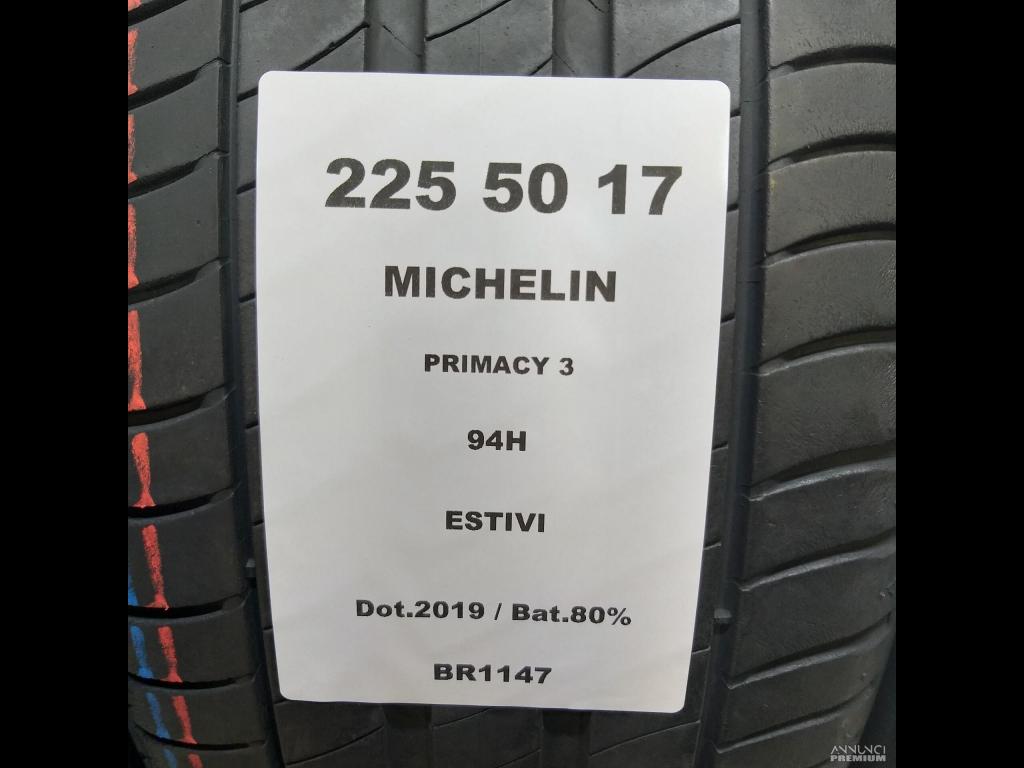 225 50 17
MICHELIN
PRIMACY 3
94H
ESTIVI
Dot.2019 / Bat.80%
BR1147
ANNUNCI
PREMIUM